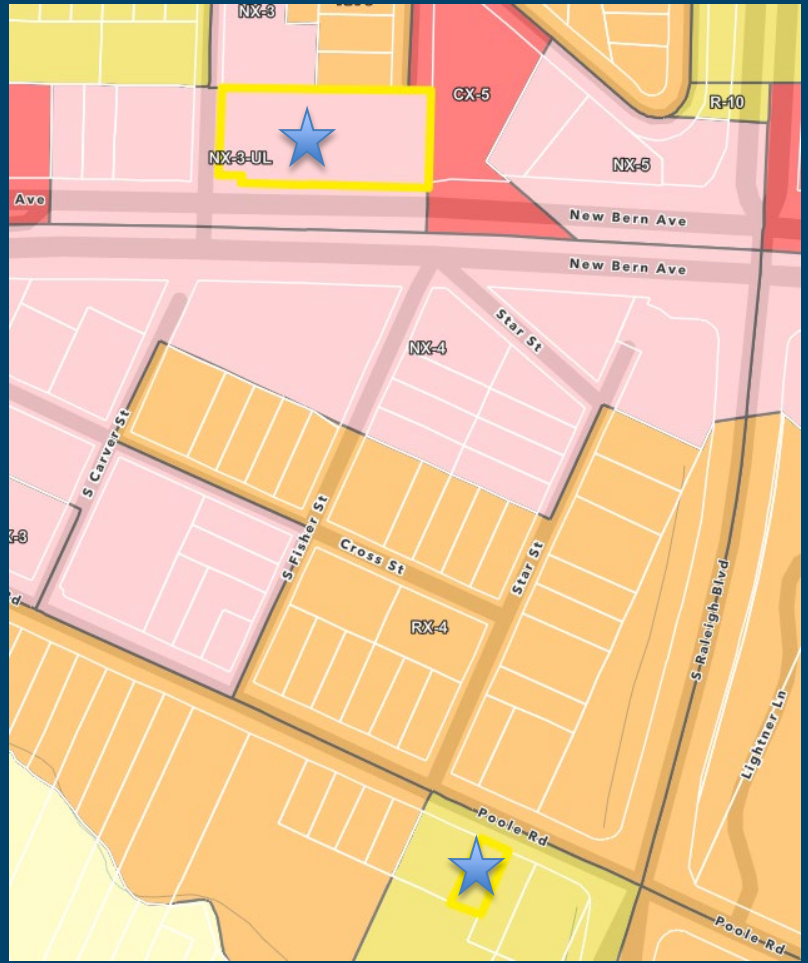 NX-3
CX-5
R-10
NX-3-UL
NX-5
Ave
New Bern Ave
New Bern Ave
Star St
NX-4
S Carver St
S Fisher St
X-3
Cross St
Star St
Rd
RX-4
S Raleigh Blvd
Lightner Ln
Poole Rd
Poole Rd